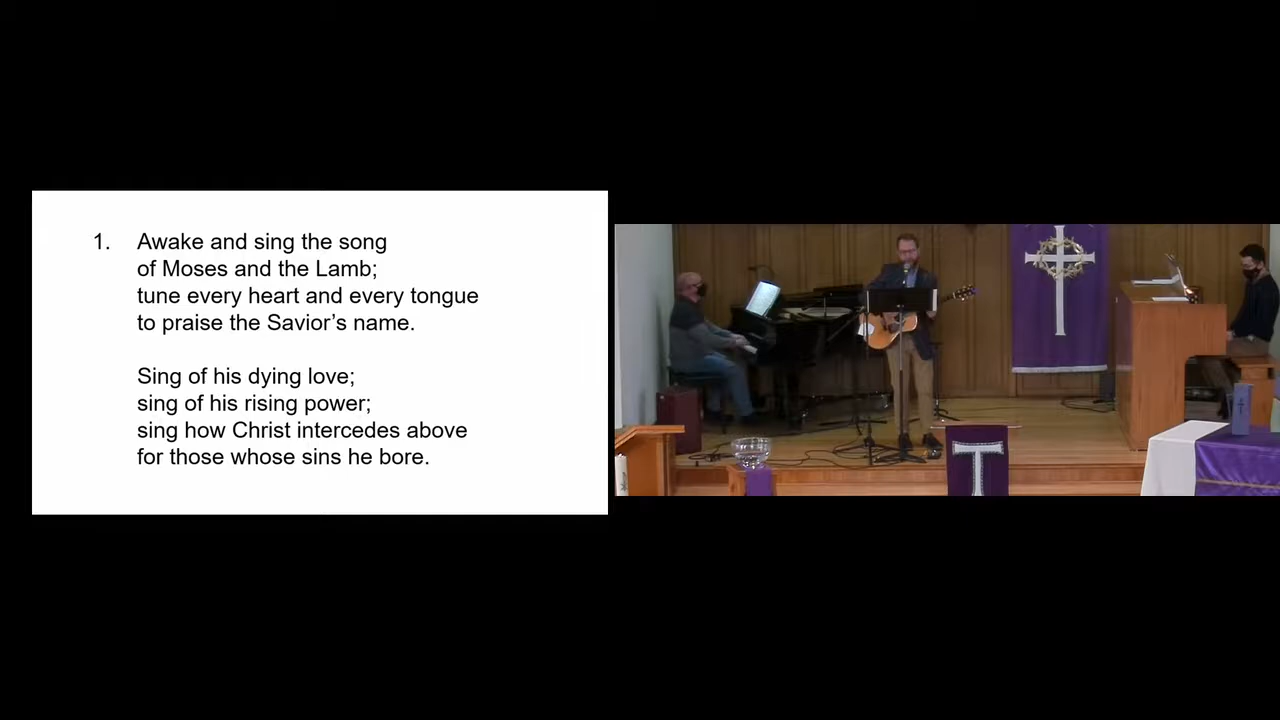 1. Awake and sing the song
of Moses and the Lamb;
tune every heart and every tongue
to praise the Savior’s name.
Sing of his dying love;
sing of his rising power;
sing how Christ intercedes above
for those whose sins he bore.